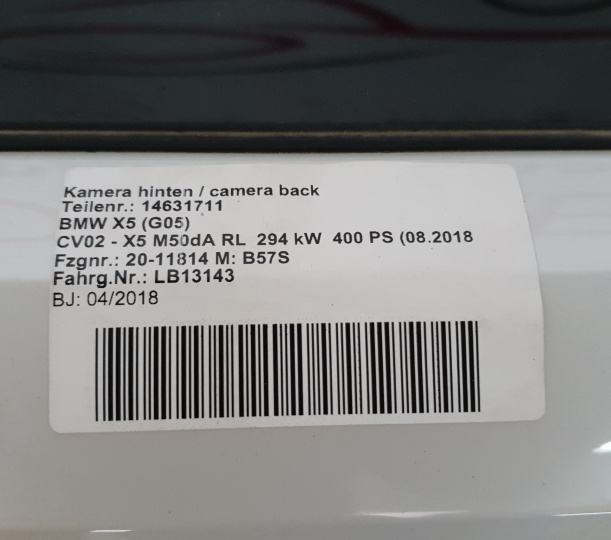 Kamera hinten / camera back
Teilenr.: 14631711
BMW X5 (G05)
CV02 - X5 M50dA RL 294 kW 400 PS (08.2018
Fzgnr.: 20-11814 M: B57S
Fahrg.Nr.: LB13143
BJ: 04/2018